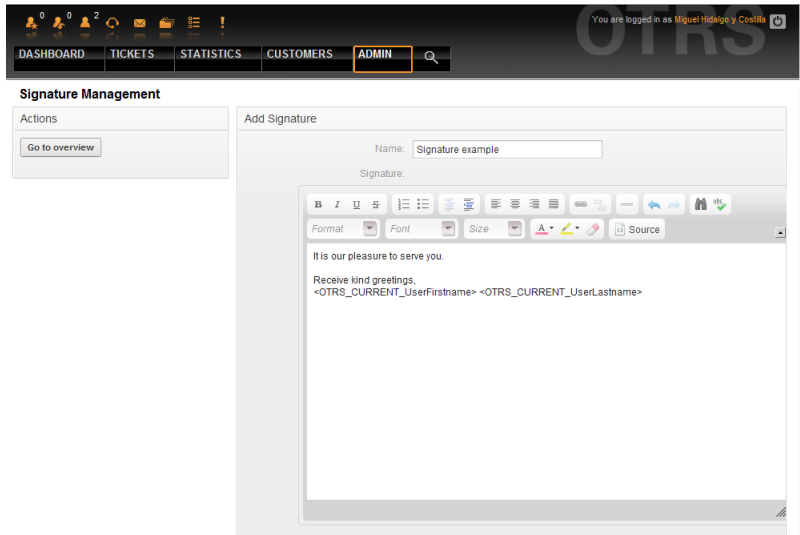 0 0 2
You are logged in as Miguel Hidalgo y Costilla
OTRS
DASHBOARD TICKETS STATISTICS CUSTOMERS ADMIN
Signature Management
Actions
Go to overview
Add Signature
Name: Signature example
Signature:
B I U S
abc
Format Font Size A Source
It is our pleasure to serve you.
Receive kind greetings,
<OTRS_CURRENT_UserFirstname> <OTRS_CURRENT_UserLastname>